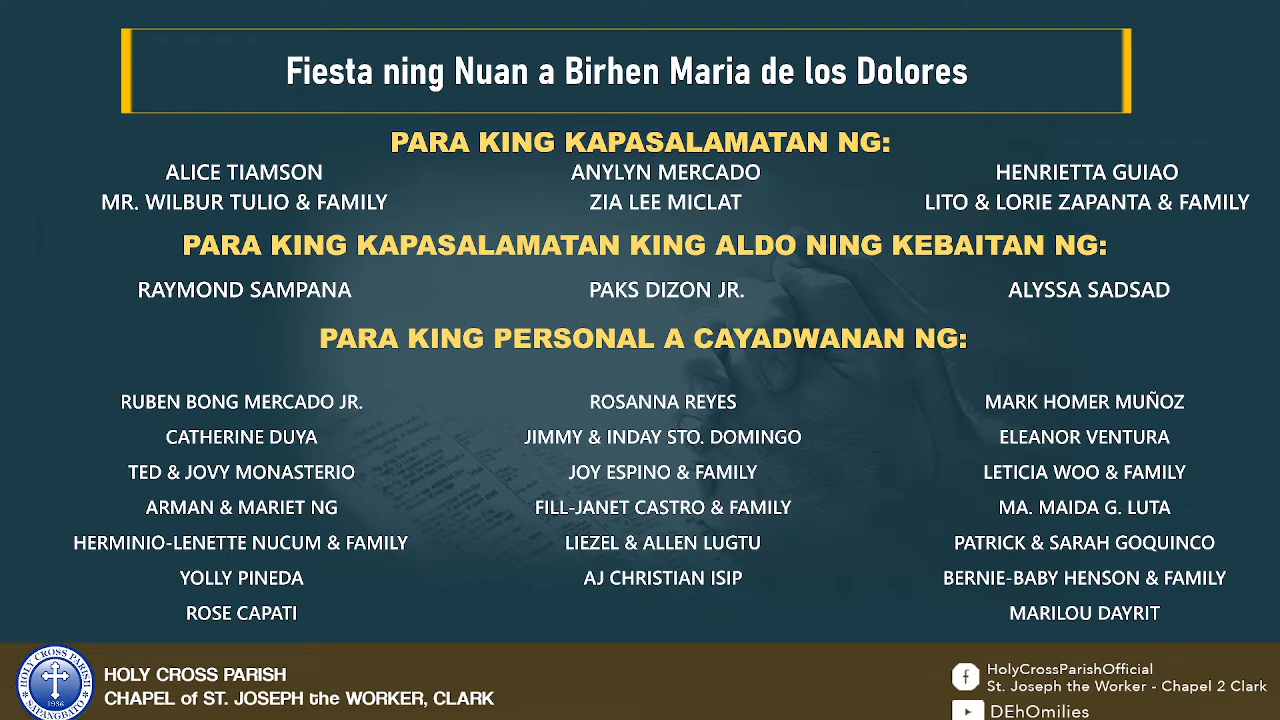 Fiesta ning Nuan a Birhen Maria de los Dolores
PARA KING KAPASALAMATAN NG:
ALICE TIAMSON ANYLYN MERCADO HENRIETTA GUIAO
MR. WILBUR TULIO & FAMILY ZIA LEE MICLAT LITO & LORIE ZAPANTA & FAMILY
PARA KING KAPASALAMATAN KING ALDO NING KEBAITAN NG:
RAYMOND SAMPANA PAKS DIZON JR. ALYSSA SADSAD
PARA KING PERSONAL A CAYADWANAN NG:
RUBEN BONG MERCADO JR. ROSANNA REYES MARK HOMER MUÑOZ
CATHERINE DUYA JIMMY & INDAY STO. DOMINGO ELEANOR VENTURA
TED & JOVY MONASTERIO JOY ESPINO & FAMILY LETICIA WOO & FAMILY
ARMAN & MARIET NG FILL-JANET CASTRO & FAMILY MA. MAIDA G. LUTA
HERMINIO-LENETTE NUCUM & FAMILY LIEZEL & ALLEN LUGTU PATRICK & SARAH GOQUINCO
YOLLY PINEDA AJ CHRISTIAN ISIP BERNIE-BABY HENSON & FAMILY
ROSE CAPATI MARILOU DAYRIT
HOLY CROSS PARISH
SAPANGBATO
1936
HOLY CROSS PARISH
CHAPEL of ST. JOSEPH the WORKER, CLARK
HolyCrossParishOfficial
St. Joseph the Worker - Chapel 2 Clark
DEhOmilies